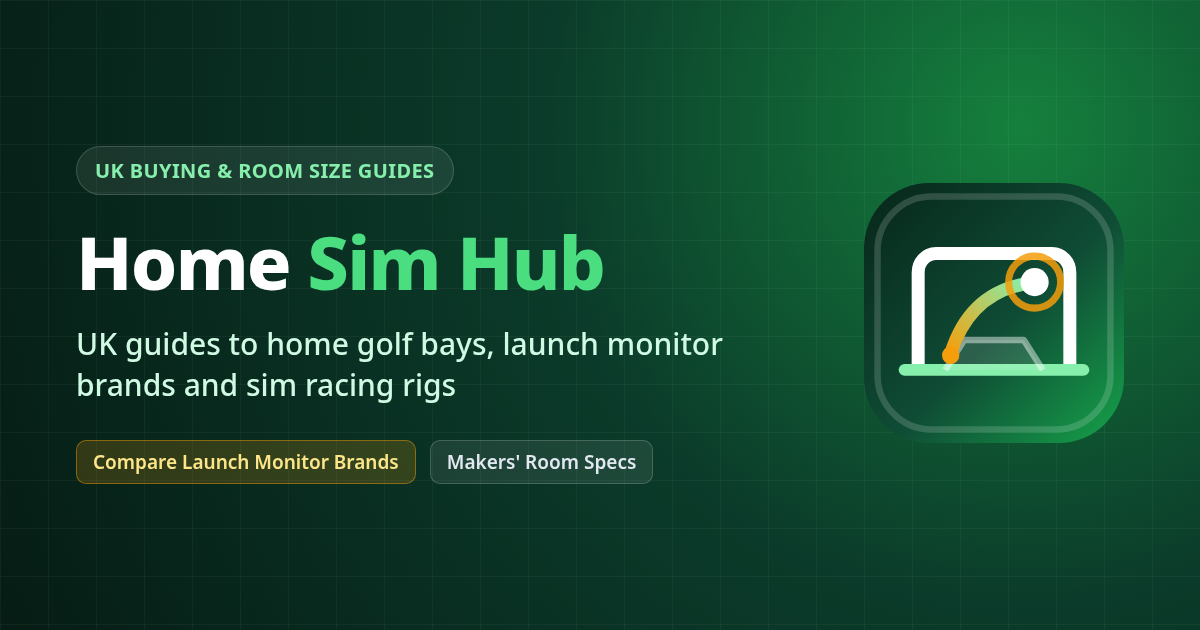 UK BUYING & ROOM SIZE GUIDES
Home Sim Hub
UK guides to home golf bays, launch monitor
brands and sim racing rigs
Compare Launch Monitor Brands
Makers' Room Specs